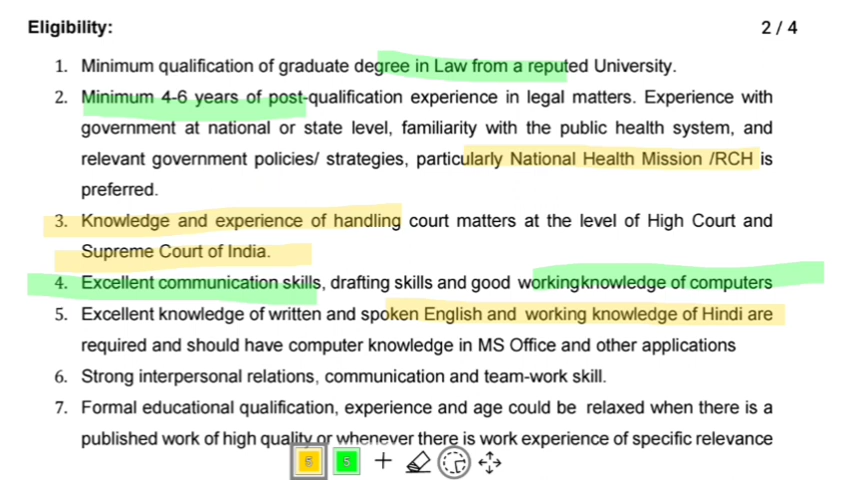 Eligibility:
2 / 4
1. Minimum qualification of graduate degree in Law from a reputed University.
2. Minimum 4-6 years of post-qualification experience in legal matters. Experience with
government at national or state level, familiarity with the public health system, and
relevant government policies/ strategies, particularly National Health Mission /RCH is
preferred.
3. Knowledge and experience of handling court matters at the level of High Court and
Supreme Court of India.
4. Excellent communication skills, drafting skills and good working knowledge of computers
5. Excellent knowledge of written and spoken English and working knowledge of Hindi are
required and should have computer knowledge in MS Office and other applications
6. Strong interpersonal relations, communication and team-work skill.
7. Formal educational qualification, experience and age could be relaxed when there is a
published work of high quality or whenever there is work experience of specific relevance
5 5